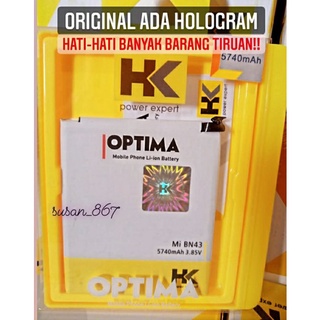 ORIGINAL ADA HOLOGRAM
HATI-HATI BANYAK BARANG TIRUAN!!
5740mAh
HK
power expert
HK
OPTIMA
Mobile Phone Li-ion Battery
susan_867
Mi BN43
5740mAh 3.85V
HK
OPTIMA